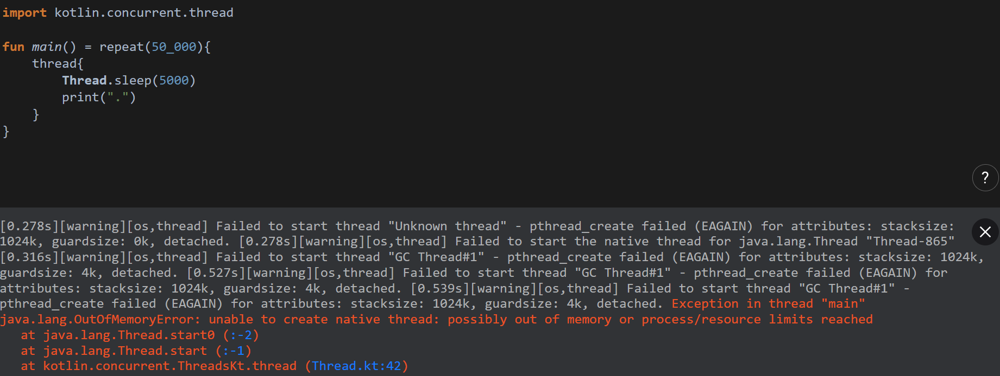 import kotlin.concurrent.thread
fun main() = repeat(50_000){
    thread{
        Thread.sleep(5000)
        print(".")
    }
}
?
[0.278s][warning][os,thread] Failed to start thread "Unknown thread" - pthread_create failed (EAGAIN) for attributes: stacksize:
1024k, guardsize: 0k, detached. [0.278s][warning][os,thread] Failed to start the native thread for java.lang.Thread "Thread-865"
[0.316s][warning][os,thread] Failed to start thread "GC Thread#1" - pthread_create failed (EAGAIN) for attributes: stacksize: 1024k,
guardsize: 4k, detached. [0.527s][warning][os,thread] Failed to start thread "GC Thread#1" - pthread_create failed (EAGAIN) for
attributes: stacksize: 1024k, guardsize: 4k, detached. [0.539s][warning][os,thread] Failed to start thread "GC Thread#1" -
pthread_create failed (EAGAIN) for attributes: stacksize: 1024k, guardsize: 4k, detached. Exception in thread "main"
java.lang.OutOfMemoryError: unable to create native thread: possibly out of memory or process/resource limits reached
at java.lang.Thread.start0 (:-2)
at java.lang.Thread.start (:-1)
at kotlin.concurrent.ThreadsKt.thread (Thread.kt:42)